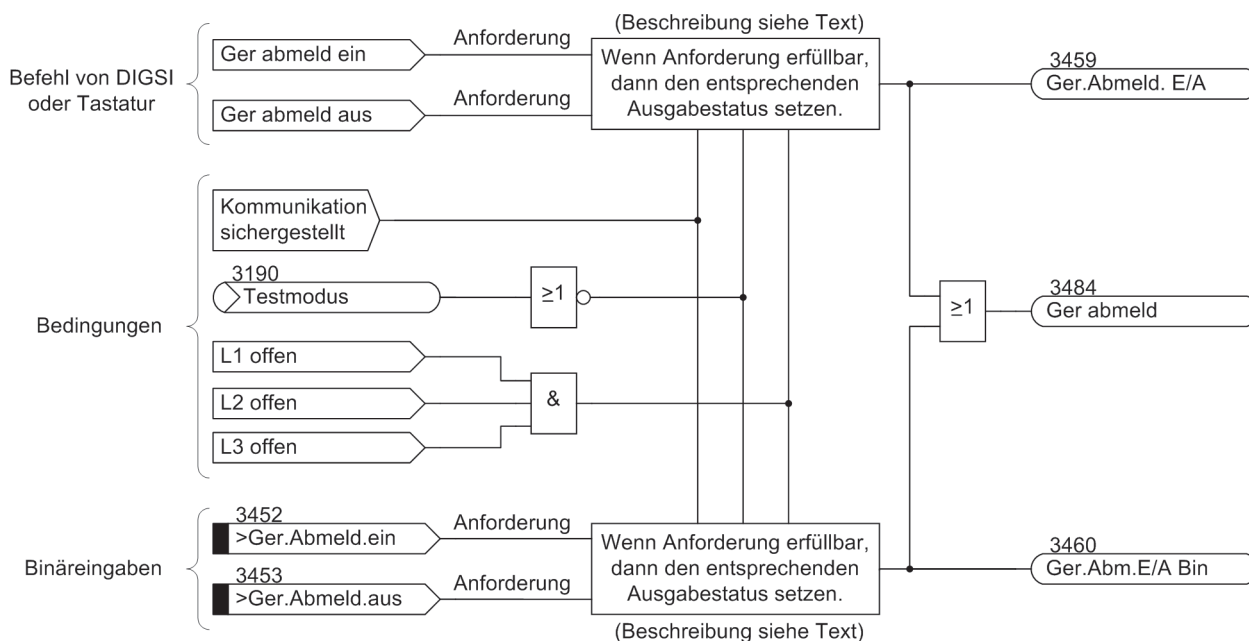 (Beschreibung siehe Text)
Befehl von DIGSI
oder Tastatur
Ger abmeld ein
Anforderung
Ger abmeld aus
Anforderung
Wenn Anforderung erfüllbar,
dann den entsprechenden
Ausgabestatus setzen.
3459
Ger.Abmeld. E/A
Bedingungen
Kommunikation
sichergestellt
3190
Testmodus
≥1
L1 offen
L2 offen
L3 offen
&
≥1
3484
Ger abmeld
Binäreingaben
3452
>Ger.Abmeld.ein
Anforderung
3453
>Ger.Abmeld.aus
Anforderung
Wenn Anforderung erfüllbar,
dann den entsprechenden
Ausgabestatus setzen.
3460
Ger.Abm.E/A Bin
(Beschreibung siehe Text)